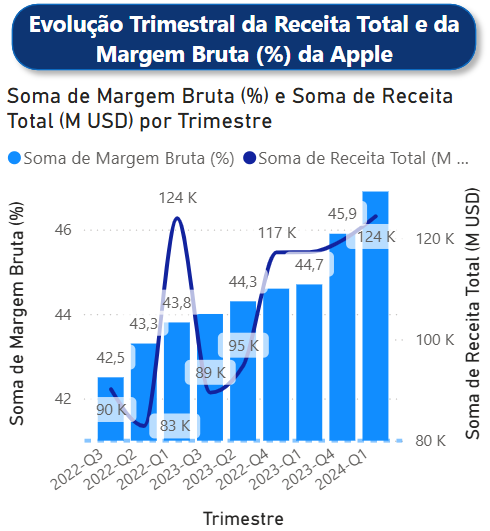 Evolução Trimestral da Receita Total e da
Margem Bruta (%) da Apple
Soma de Margem Bruta (%) e Soma de Receita
Total (M USD) por Trimestre
Soma de Margem Bruta (%) Soma de Receita Total (M ...
Soma de Margem Bruta (%)
46
44
42
42,5
43,3
43,8
44,3
44,7
45,9
90 K
83 K
124 K
89 K
95 K
117 K
124 K
120 K
100 K
80 K
Soma de Receita Total (M USD)
2022-Q3
2022-Q2
2022-Q1
2023-Q3
2023-Q2
2022-Q4
2023-Q1
2023-Q4
2024-Q1
Trimestre